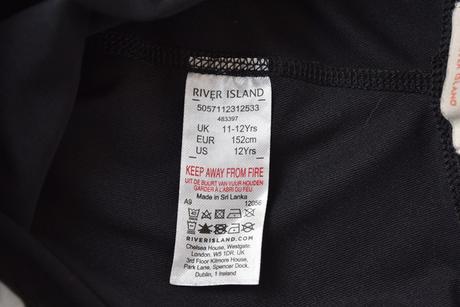 RIVER ISLAND
5057112312533
483397
UK 11-12Yrs
EUR 152cm
US 12Yrs
KEEP AWAY FROM FIRE
UIT DE BUURT VAN VUUR HOUDEN
GARDER À L'ABRI DU FEU
Made in Sri Lanka
A9 12056
RIVERISLAND.COM
Chelsea House, Westgate,
London, W5 1DR, UK
3rd Floor Kilmore House,
Park Lane, Spencer Dock,
Dublin, 1 Ireland
ISLAND